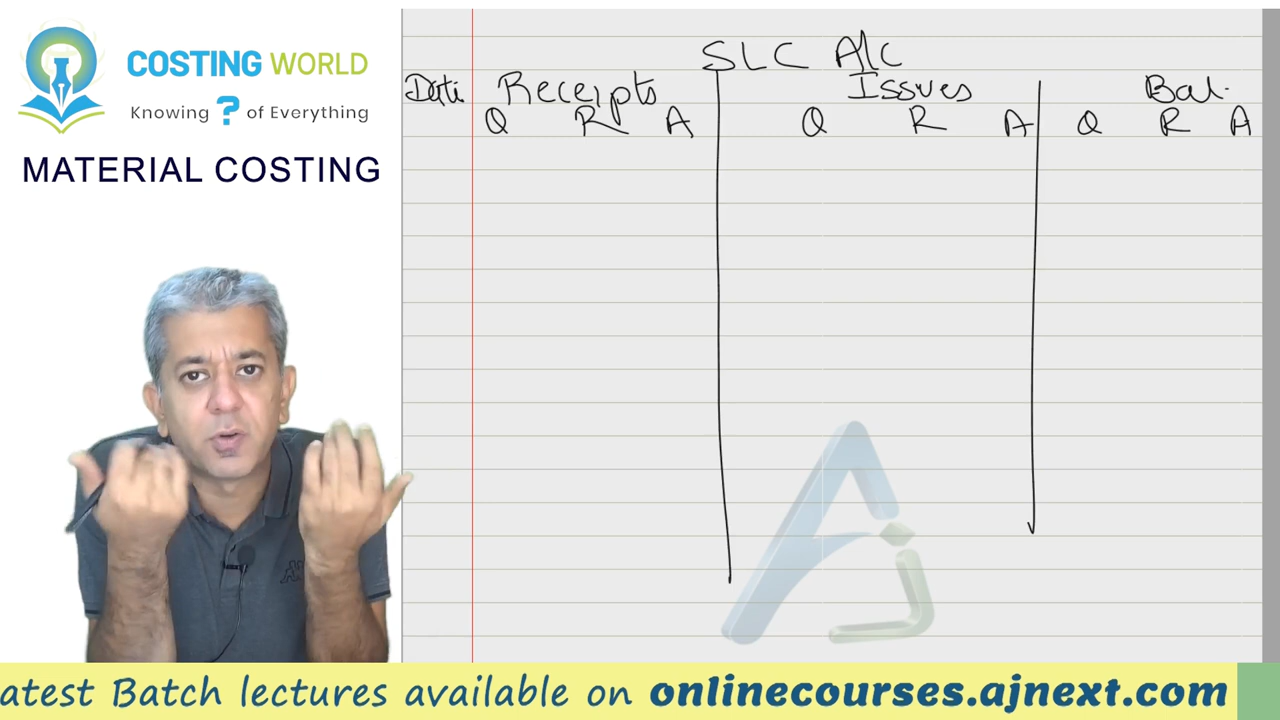 COSTING WORLD
Knowing ? of Everything
MATERIAL COSTING
SLC A/C
Date Receipts Issues Bal.
Q R A Q R A Q R A
atest Batch lectures available on onlinecourses.ajnext.com